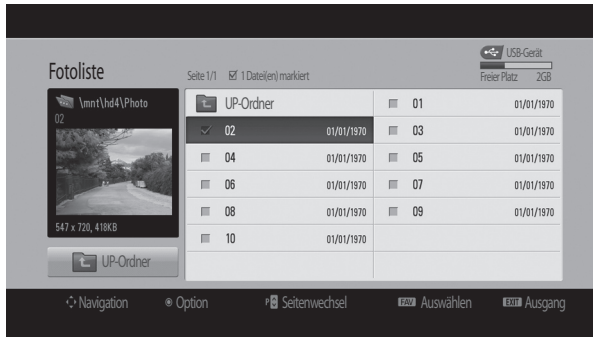 USB-Gerät
Fotoliste
Seite 1/1
1 Datei(en) markiert
Freier Platz 2GB
\mnt\hd4\Photo
02
547 x 720, 418KB
UP-Ordner
UP-Ordner
01 01/01/1970
02 01/01/1970
03 01/01/1970
04 01/01/1970
05 01/01/1970
06 01/01/1970
07 01/01/1970
08 01/01/1970
09 01/01/1970
10 01/01/1970
Navigation
Option
P Seitenwechsel
FAV Auswählen
EXIT Ausgang